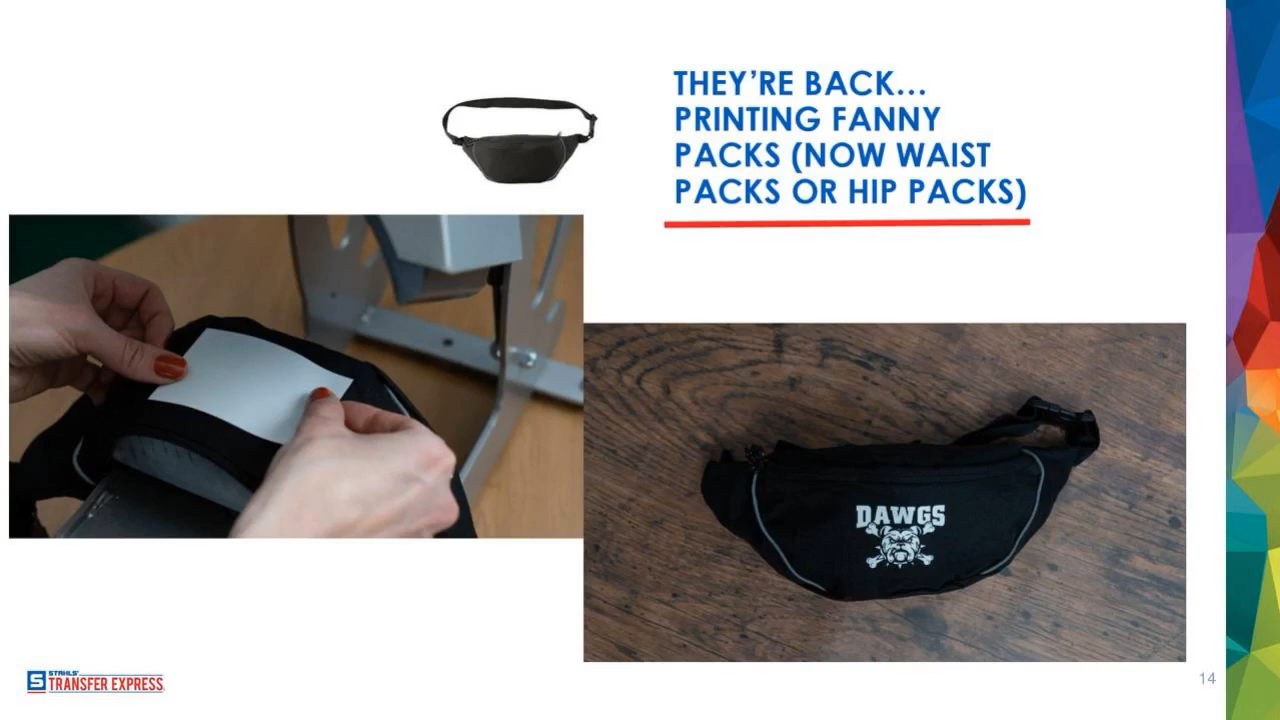 THEY’RE BACK…
PRINTING FANNY
PACKS (NOW WAIST
PACKS OR HIP PACKS)
DAWGS
S STAHLS'
TRANSFER EXPRESS
14